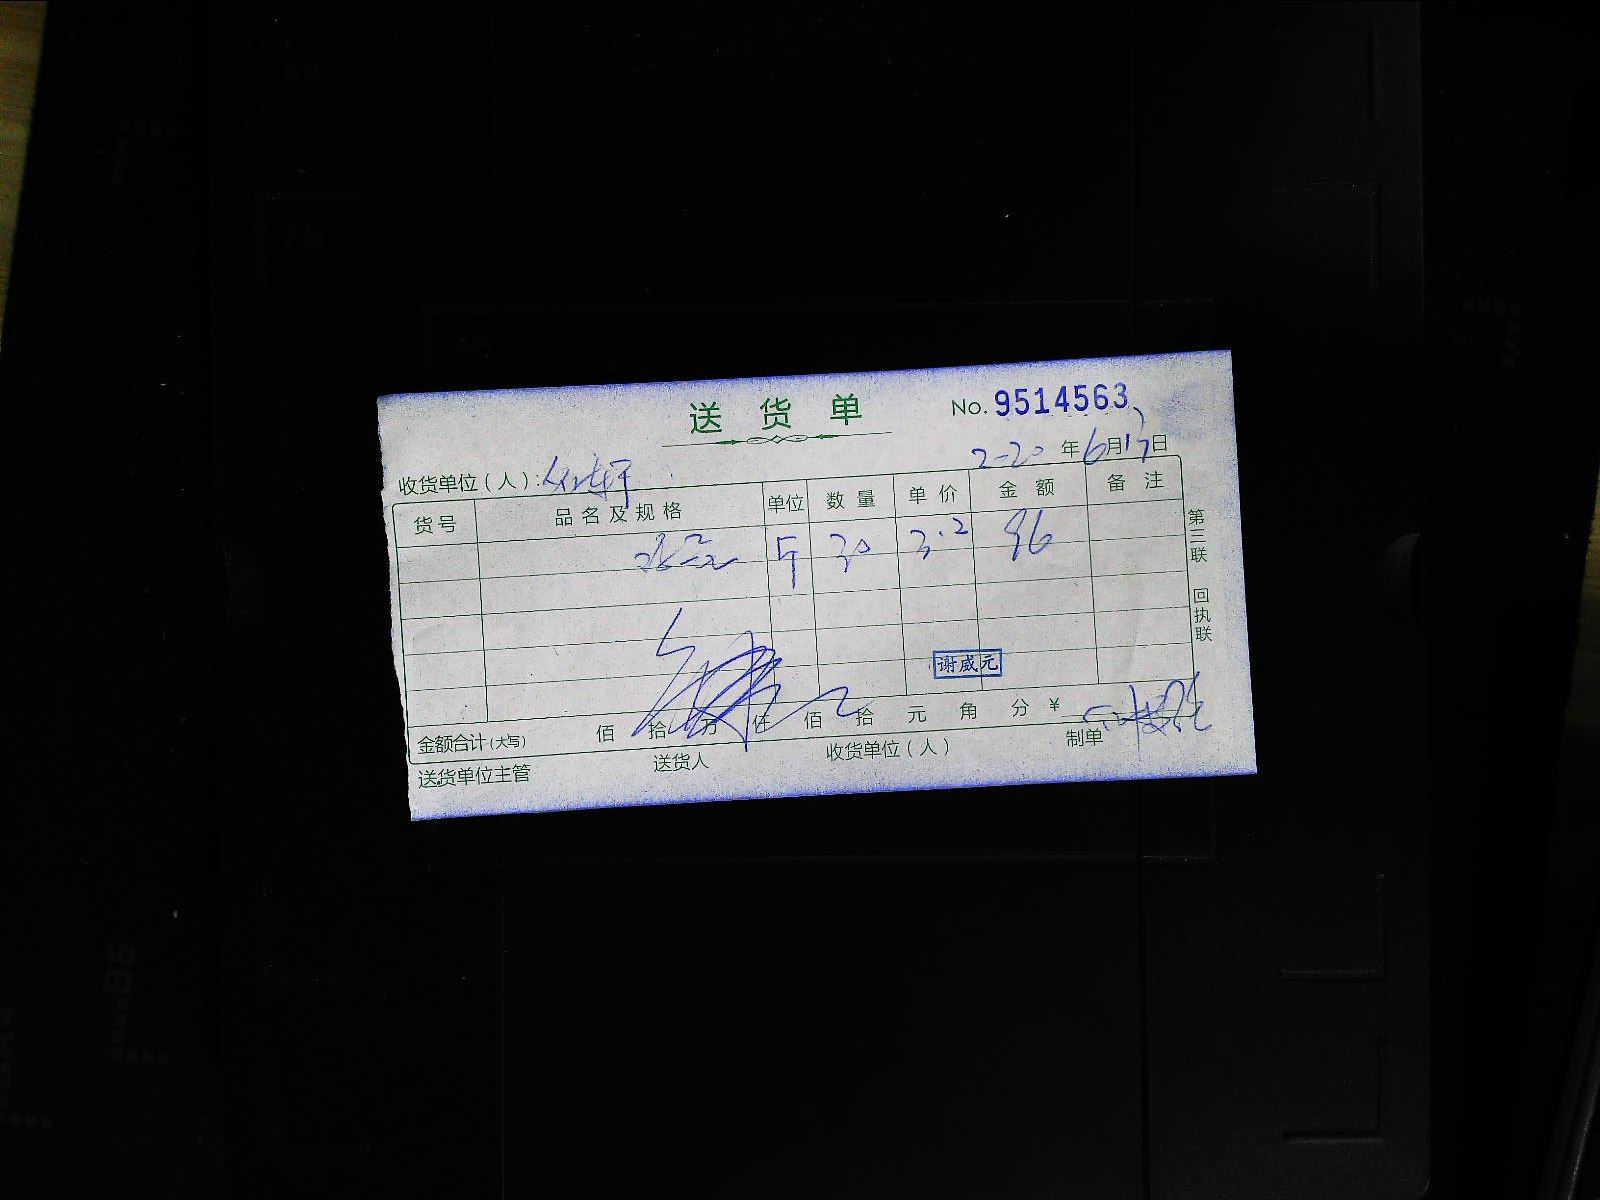 送货单 No.9514563
2020年6月17日
收货单位（人）:
货号 品名及规格 单位 数量 单价 金额 备注
斤 30 3.2 96
第三联 回执联
谢威元
金额合计(大写) 佰 拾 万 仟 佰 拾 元 角 分 ¥
送货单位主管 送货人 收货单位（人） 制单